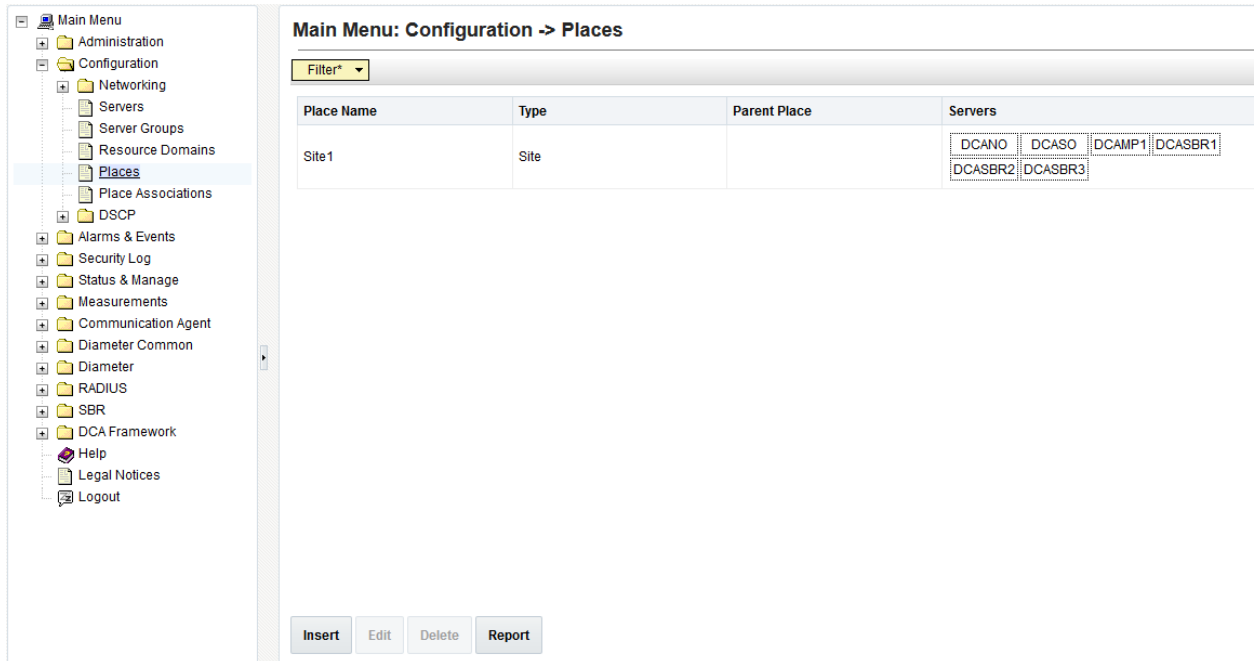 Main Menu
Administration
Configuration
Networking
Servers
Server Groups
Resource Domains
Places
Place Associations
DSCP
Alarms & Events
Security Log
Status & Manage
Measurements
Communication Agent
Diameter Common
Diameter
RADIUS
SBR
DCA Framework
Help
Legal Notices
Logout
Main Menu: Configuration -> Places
Filter*
Place Name Type Parent Place Servers
Site1 Site DCANO DCASO DCAMP1 DCASBR1
DCASBR2 DCASBR3
Insert Edit Delete Report